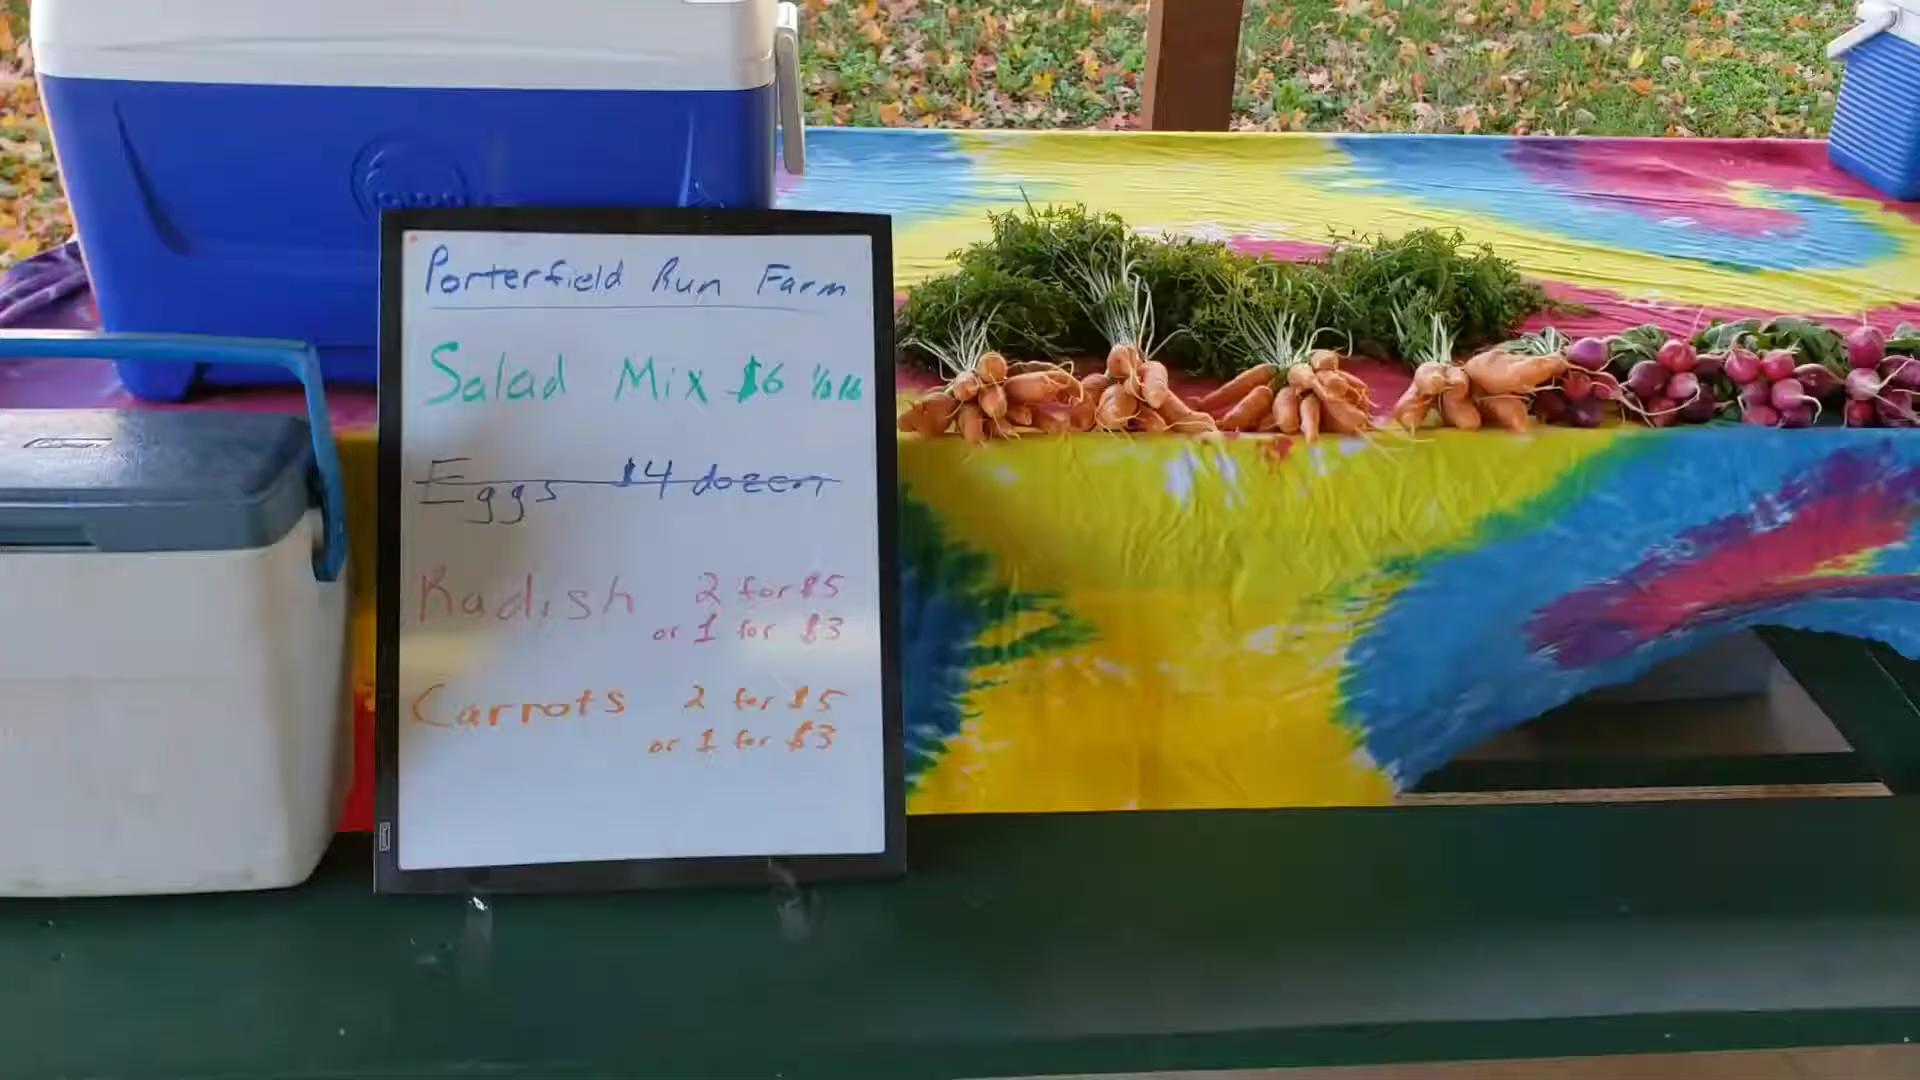 Porterfield Run Farm
Salad Mix $6 1/2 lb
Eggs $4 dozen
Radish 2 for $5
or 1 for $3
Carrots 2 for $5
or 1 for $3